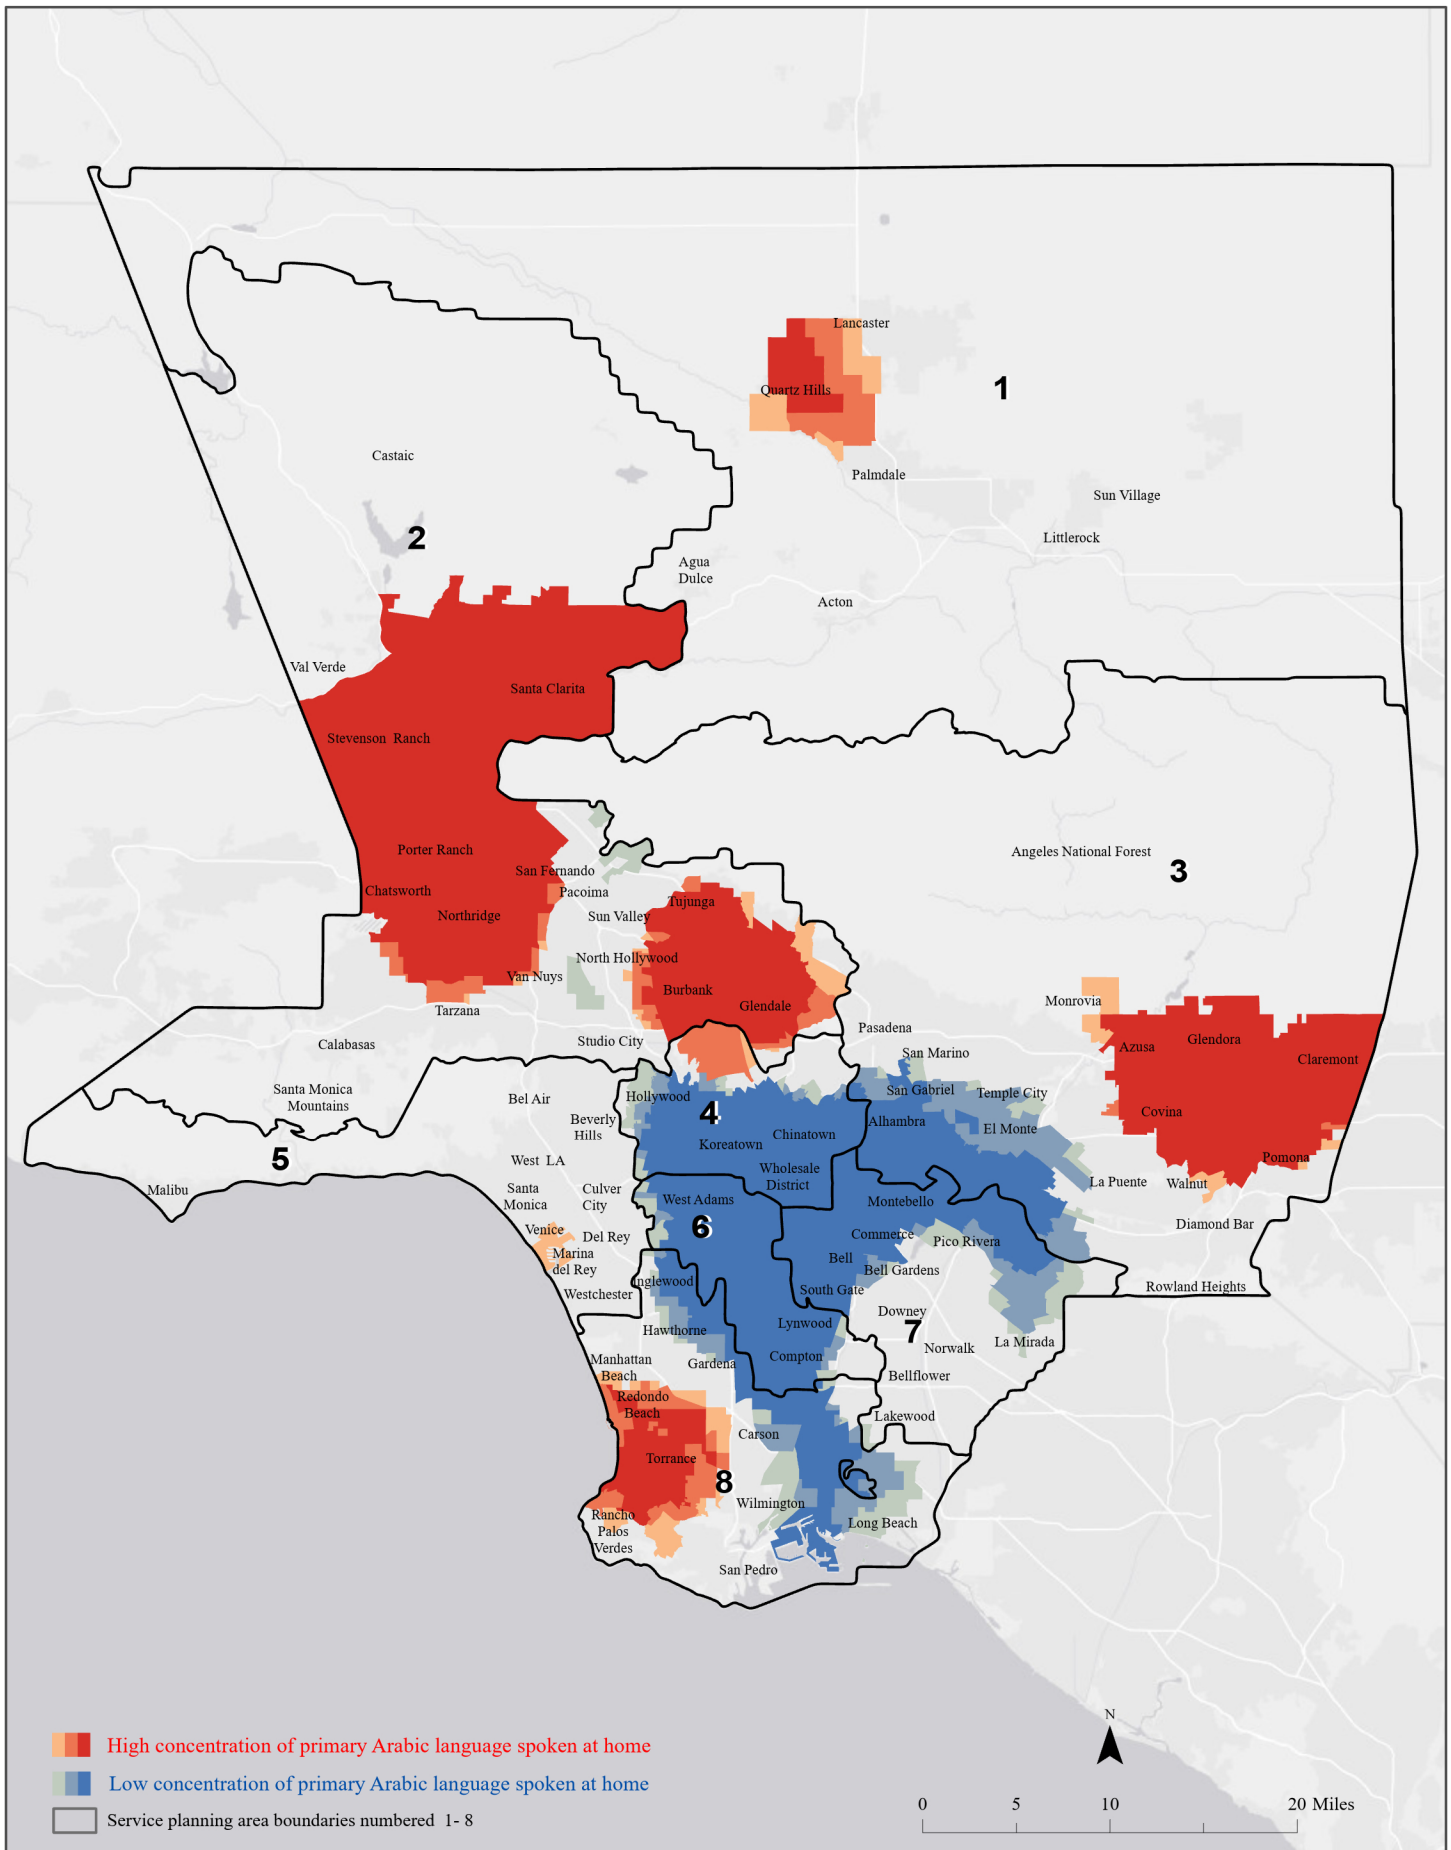 Lancaster
1
Quartz Hills
Castaic
Palmdale
Sun Village
2
Littlerock
Agua
Dulce
Acton
Val Verde
Santa Clarita
Stevenson Ranch
Porter Ranch
Angeles National Forest
San Fernando
3
Chatsworth
Pacoima
Tujunga
Northridge
Sun Valley
North Hollywood
Van Nuys
Burbank
Glendale
Monrovia
Tarzana
Pasadena
Studio City
Glendora
Calabasas
Azusa
San Marino
Claremont
Santa Monica
Mountains
San Gabriel
Temple City
Hollywood
Bel Air
4
Covina
Beverly
Hills
Alhambra
El Monte
Chinatown
Koreatown
5
West LA
Pomona
Wholesale
District
La Puente
Walnut
Malibu
Santa
Monica
Culver
City
West Adams
Montebello
6
Diamond Bar
Venice
Del Rey
Commerce
Pico Rivera
Marina
del Rey
Bell
Bell Gardens
Inglewood
Rowland Heights
Westchester
South Gate
Downey
Lynwood
7
Hawthorne
La Mirada
Norwalk
Compton
Manhattan
Beach
Gardena
Bellflower
Redondo
Beach
Lakewood
Carson
Torrance
8
Wilmington
Rancho
Palos
Verdes
Long Beach
San Pedro
N
High concentration of primary Arabic language spoken at home
Low concentration of primary Arabic language spoken at home
Service planning area boundaries numbered 1- 8
0 5 10 20 Miles